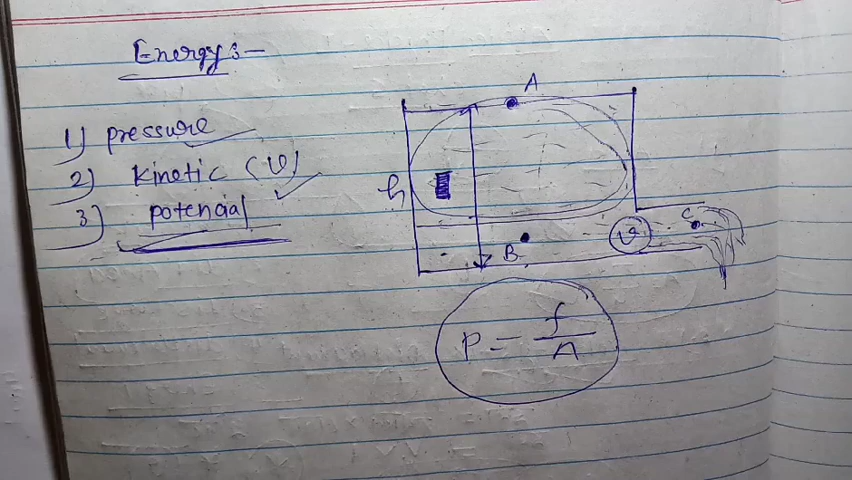 Energy :-
1) pressure
2) kinetic (v)
3) potencial
A
h
B
v
C
P = f/A